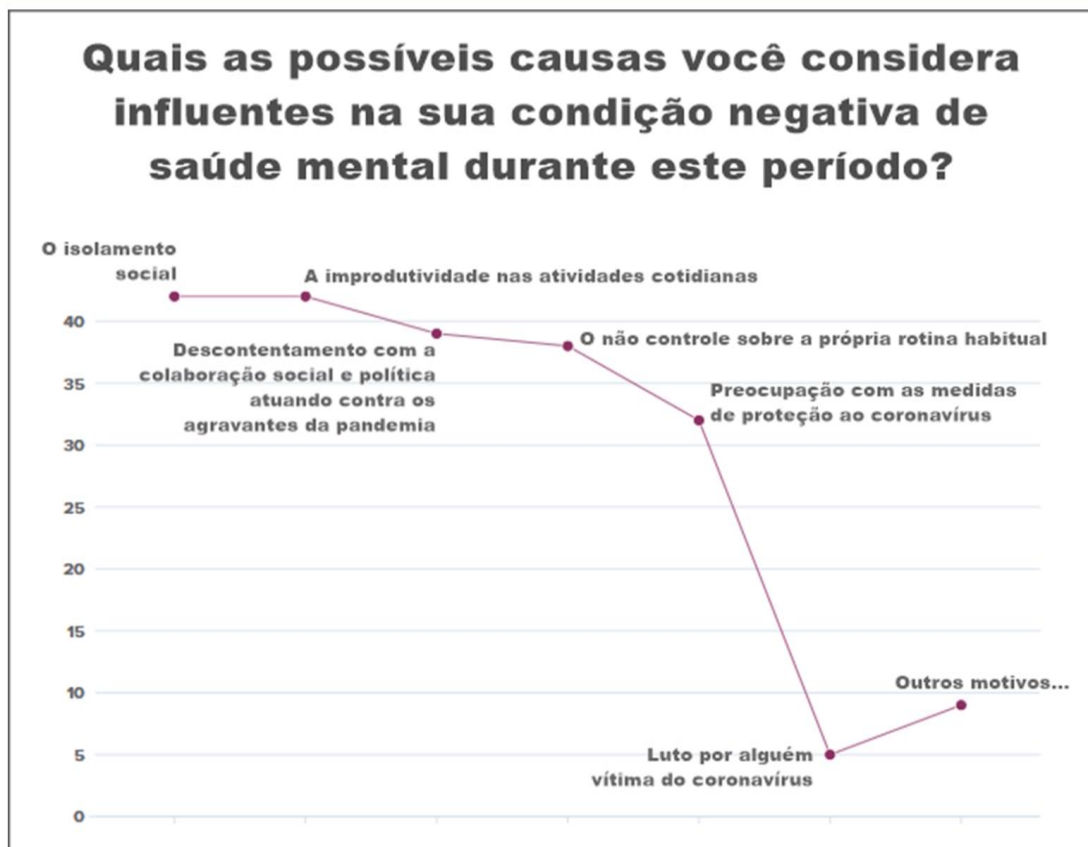 Quais as possíveis causas você considera
influentes na sua condição negativa de
saúde mental durante este período?
O isolamento
social
A improdutividade nas atividades cotidianas
40
O não controle sobre a própria rotina habitual
Descontentamento com a
colaboração social e política
atuando contra os
agravantes da pandemia
35
Preocupação com as medidas
de proteção ao coronavírus
30
25
20
15
10
Outros motivos...
5
Luto por alguém
vítima do coronavírus
0